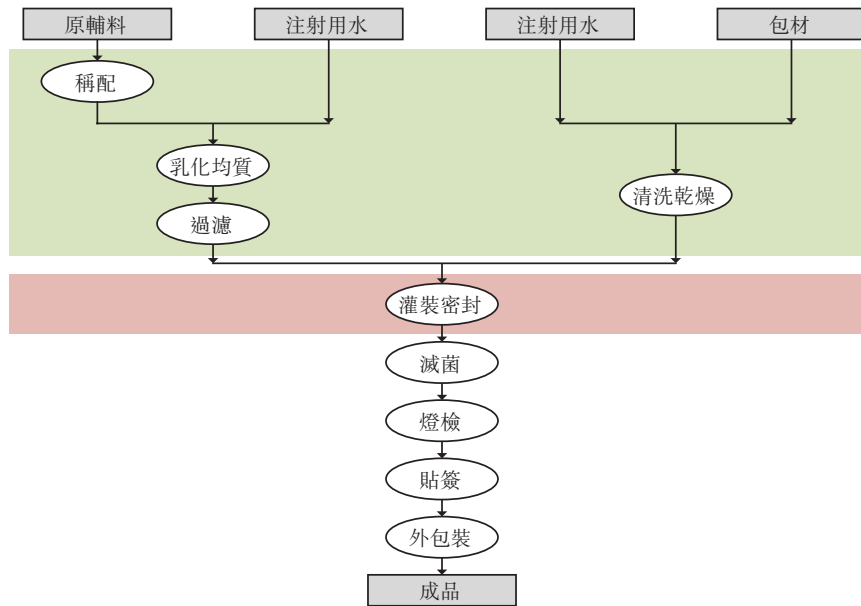 原輔料
注射用水
注射用水
包材
稱配
乳化均質
過濾
清洗乾燥
灌裝密封
滅菌
燈檢
貼簽
外包裝
成品